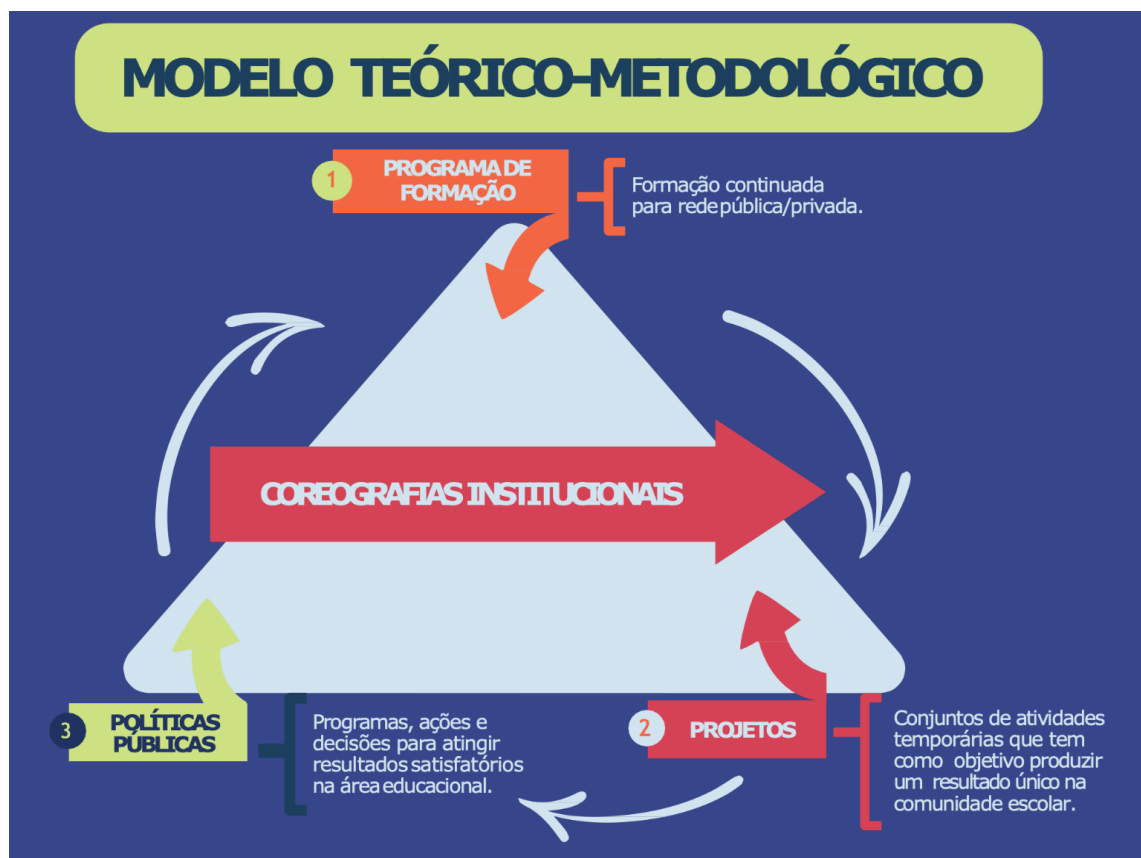 MODELO TEÓRICO-METODOLÓGICO
1
PROGRAMA DE
FORMAÇÃO
Formação continuada
para rede pública/privada.
COREOGRAFIAS INSTITUCIONAIS
3
POLÍTICAS
PÚBLICAS
Programas, ações e
decisões para atingir
resultados satisfatórios
na área educacional.
2
PROJETOS
Conjuntos de atividades
temporárias que tem
como objetivo produzir
um resultado único na
comunidade escolar.